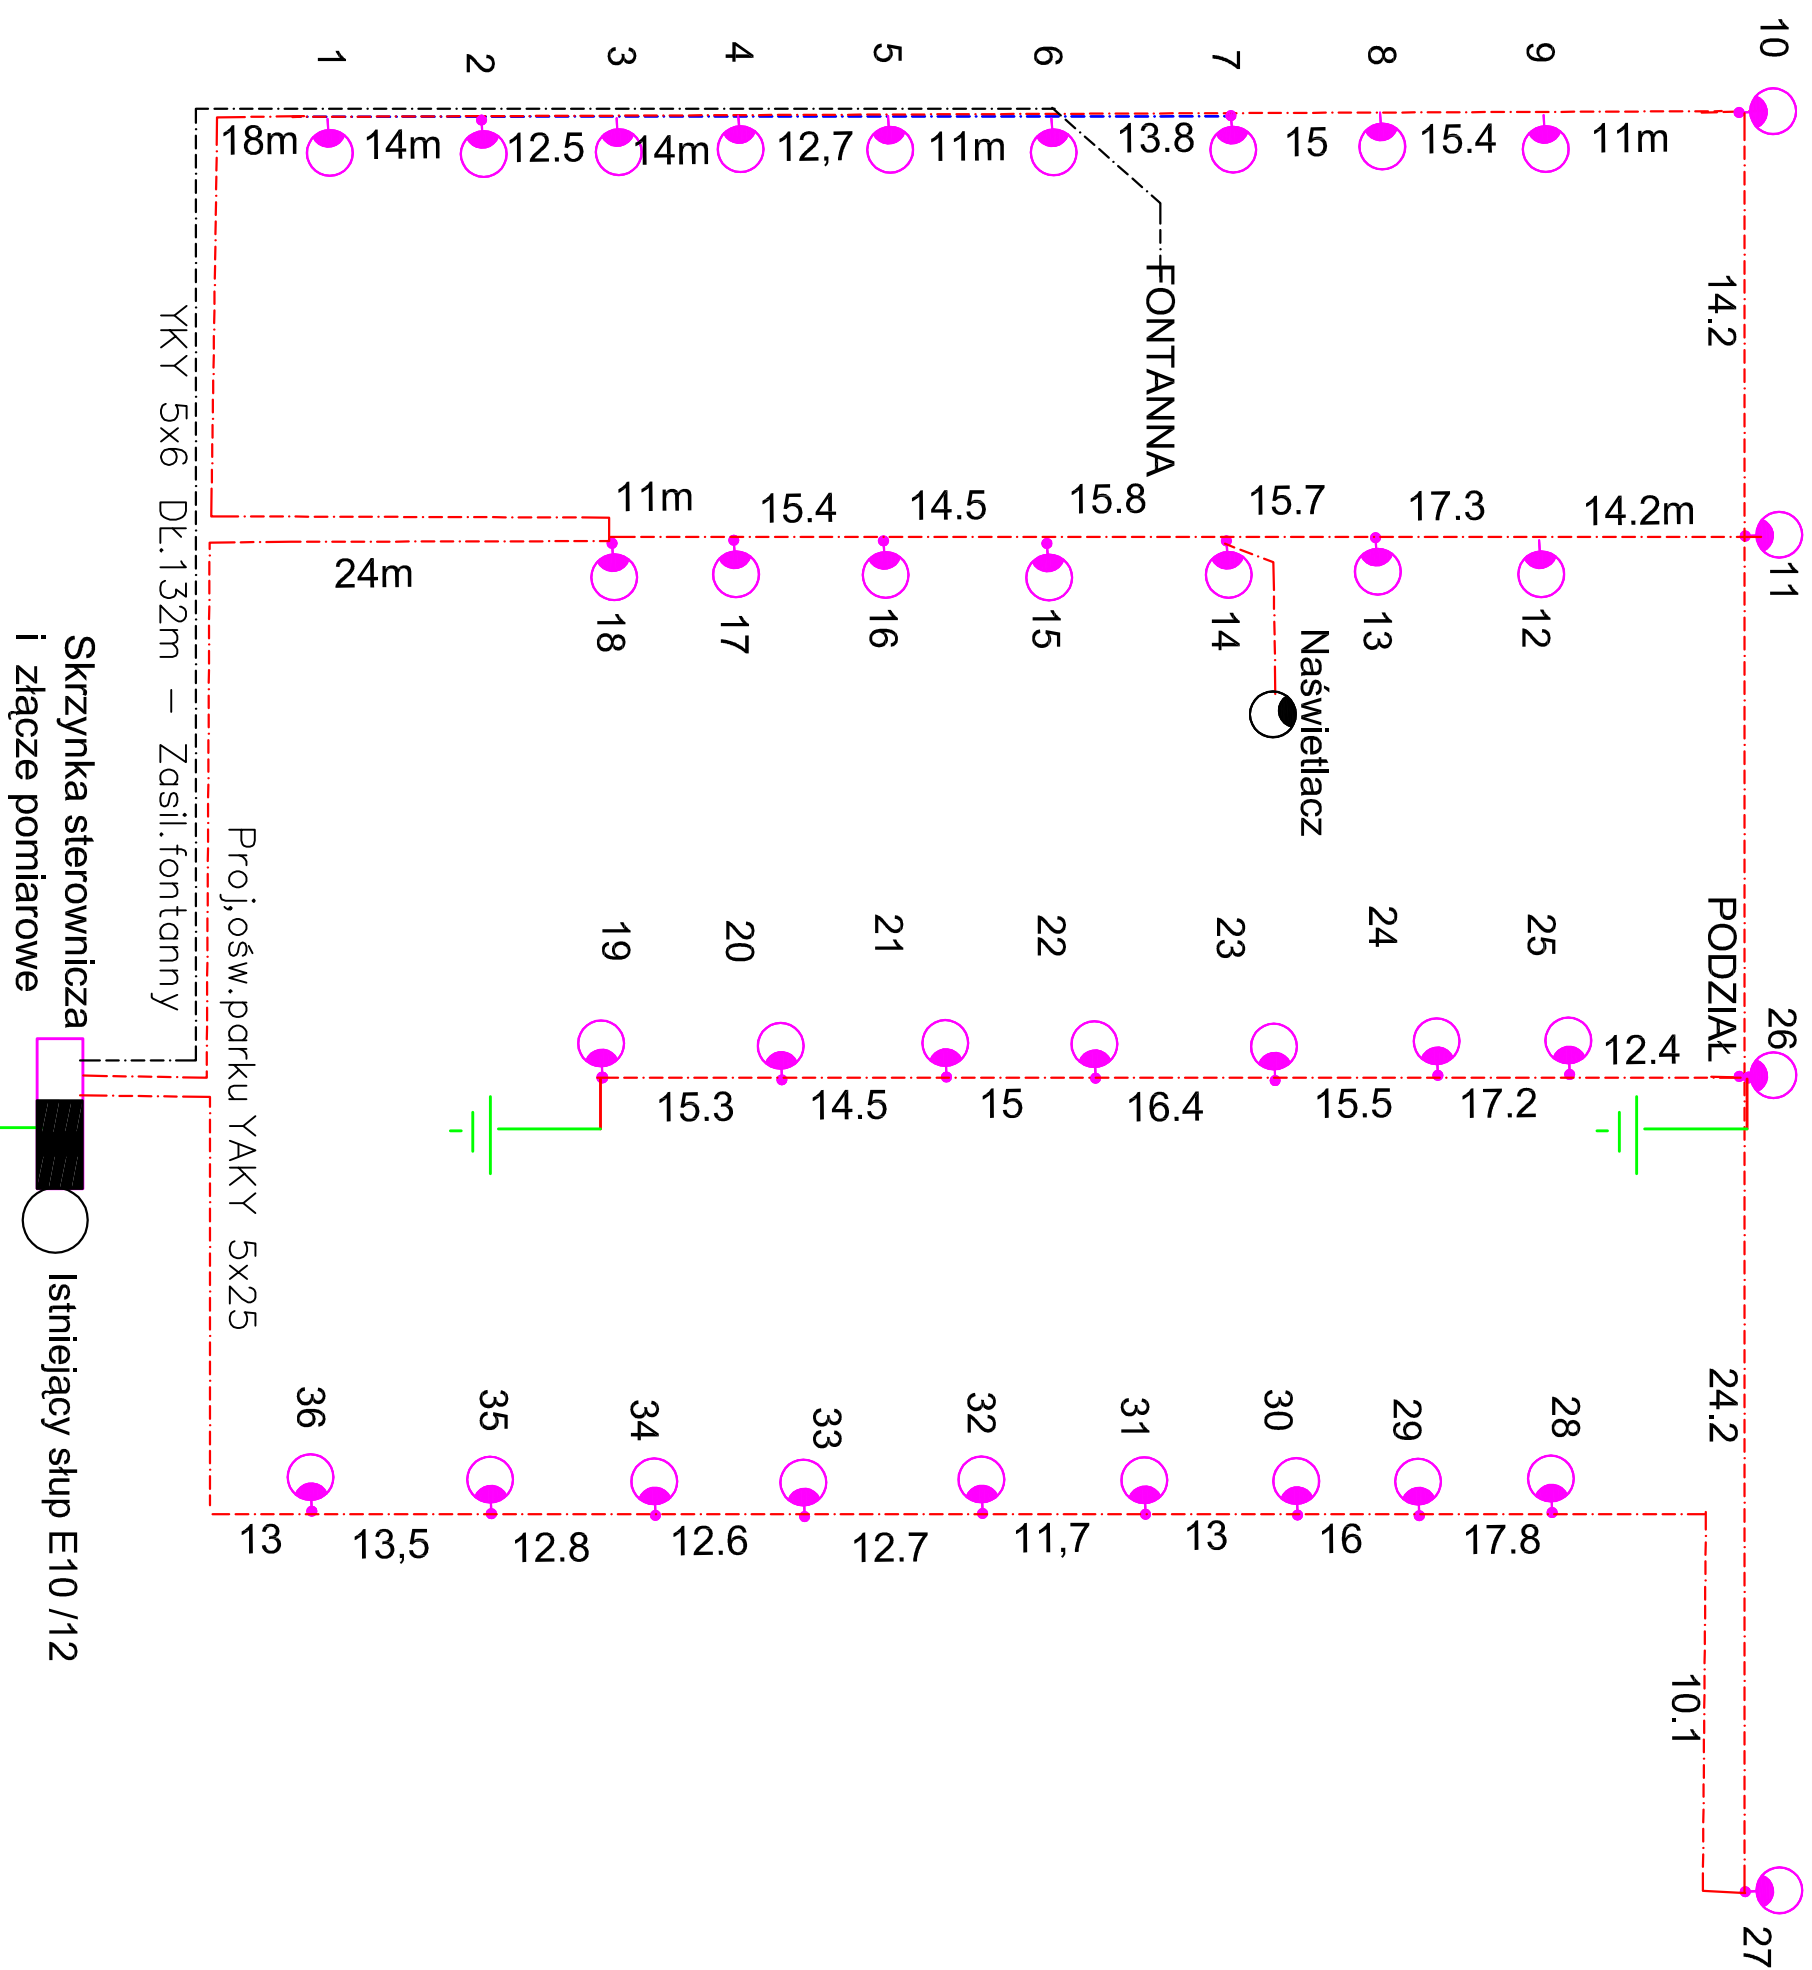 1 2 3 4 5 6 7 8 9 10
18m 14m 12.5 14m 12,7 11m 13.8 15 15.4 11m
14.2
FONTANNA
11m 15.4 14.5 15.8 15.7 17.3 14.2m
24m
18 17 16 15 14 13 12 11
Naświetlacz
YKY 5x6 DŁ.132m – Zasil.fontanny
Skrzynka sterownicza
i złącze pomiarowe
Proj,ośw.parku YAKY 5x25
PODZIAŁ
19 20 21 22 23 24 25 26
15.3 14.5 15 16.4 15.5 17.2 12.4
24.2
Istniejący słup E10 /12
36 35 34 33 32 31 30 29 28
13 13,5 12.8 12.6 12.7 11,7 13 16 17.8
10.1
27